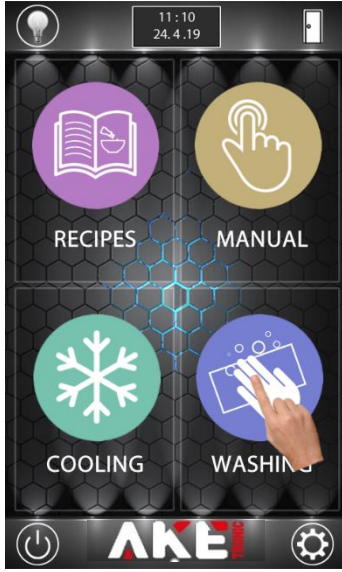 11 : 10
24. 4 .19
RECIPES
MANUAL
COOLING
WASHING
AKE